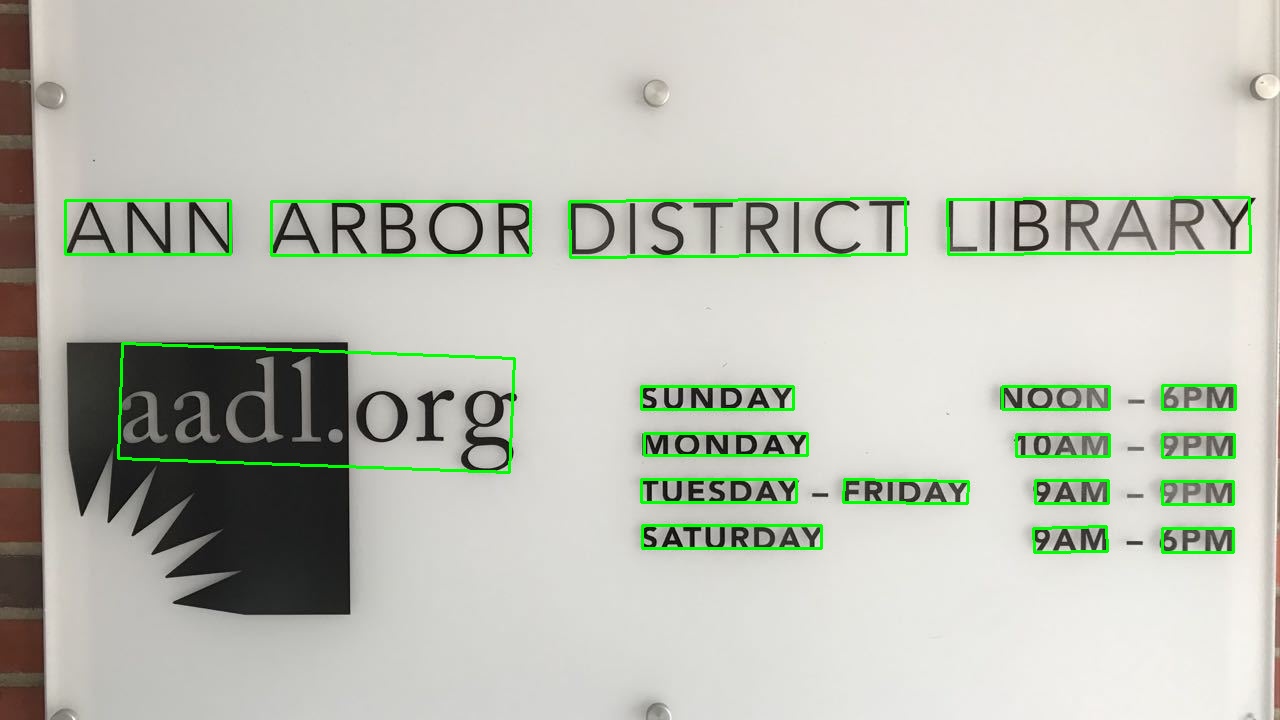 ANN ARBOR DISTRICT LIBRARY
aadl.org
SUNDAY NOON – 6PM
MONDAY 10AM – 9PM
TUESDAY – FRIDAY 9AM – 9PM
SATURDAY 9AM – 6PM